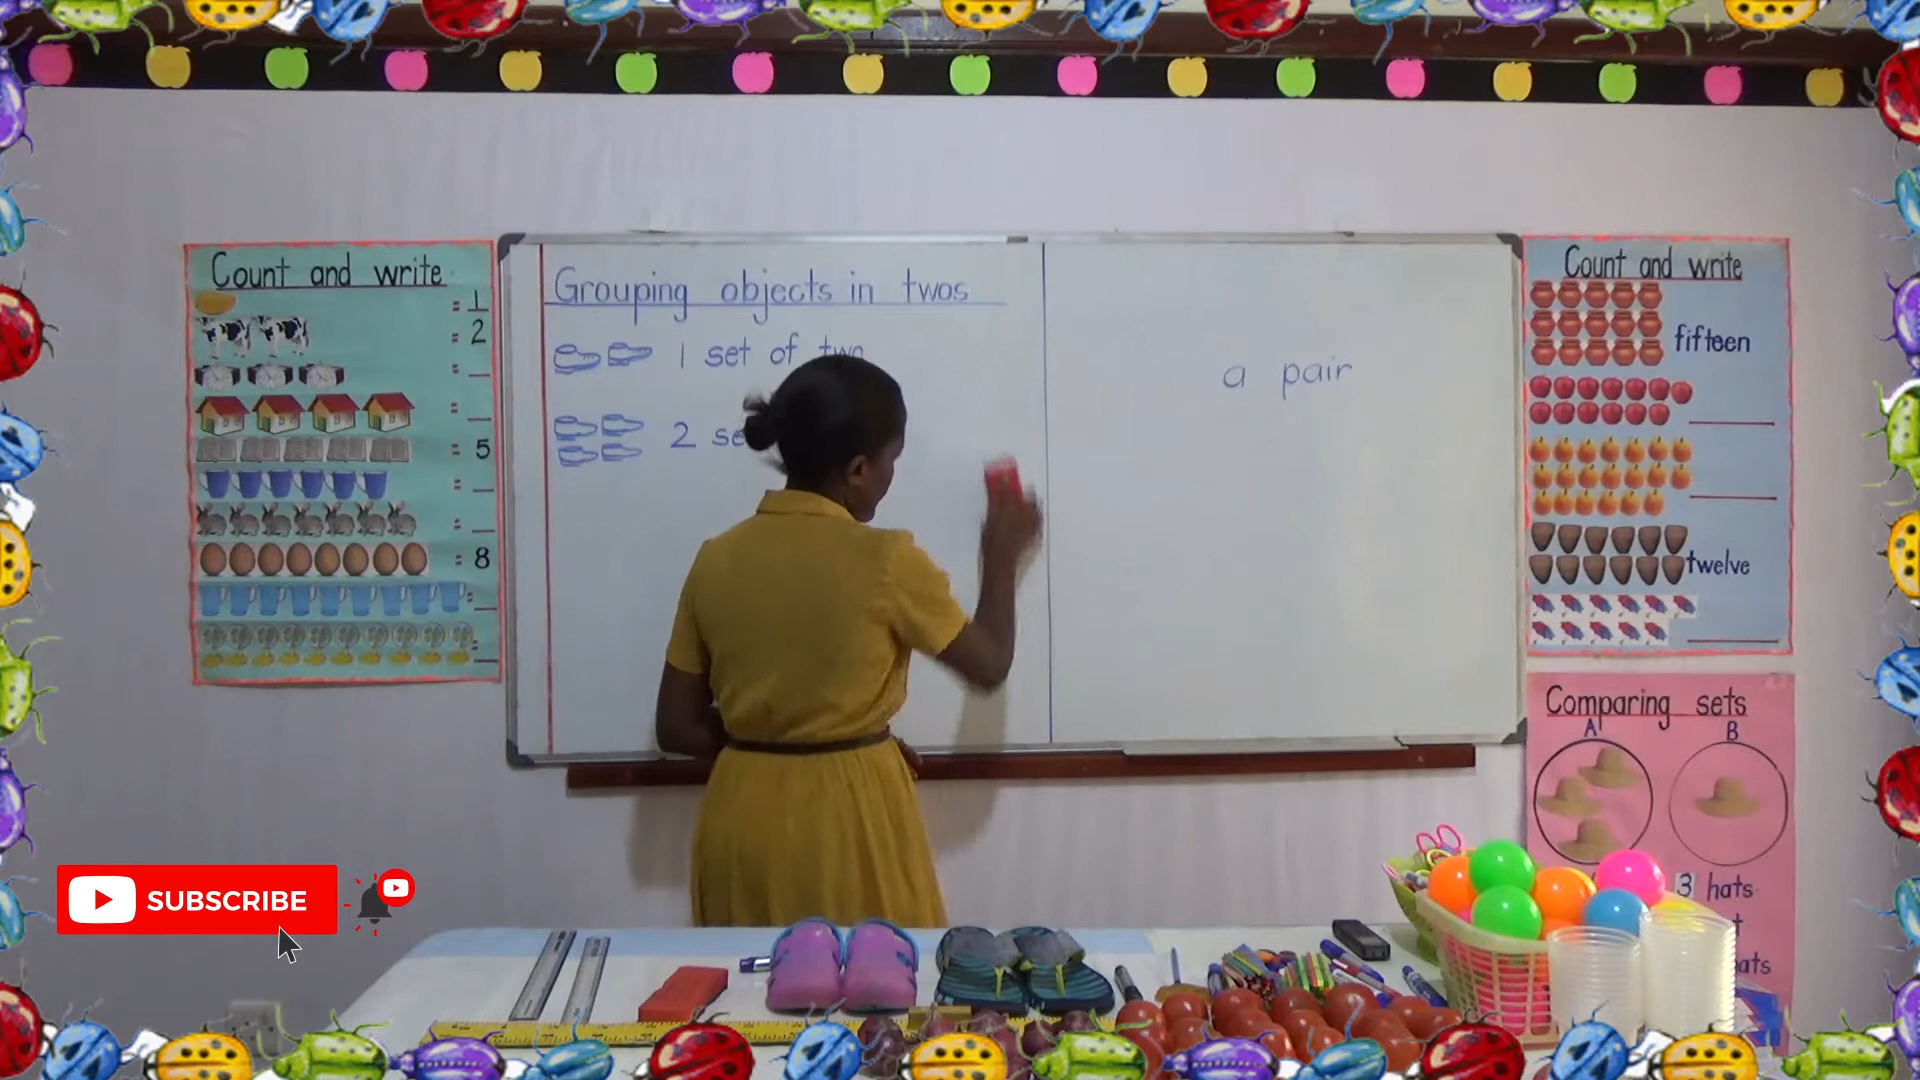 Count and write
= 1
= 2
= _
= _
= 5
= _
= _
= 8
= _
= _
Grouping objects in twos
1 set of two
2 se
a pair
Count and write
fifteen
twelve
Comparing sets
A B
3 hats
SUBSCRIBE